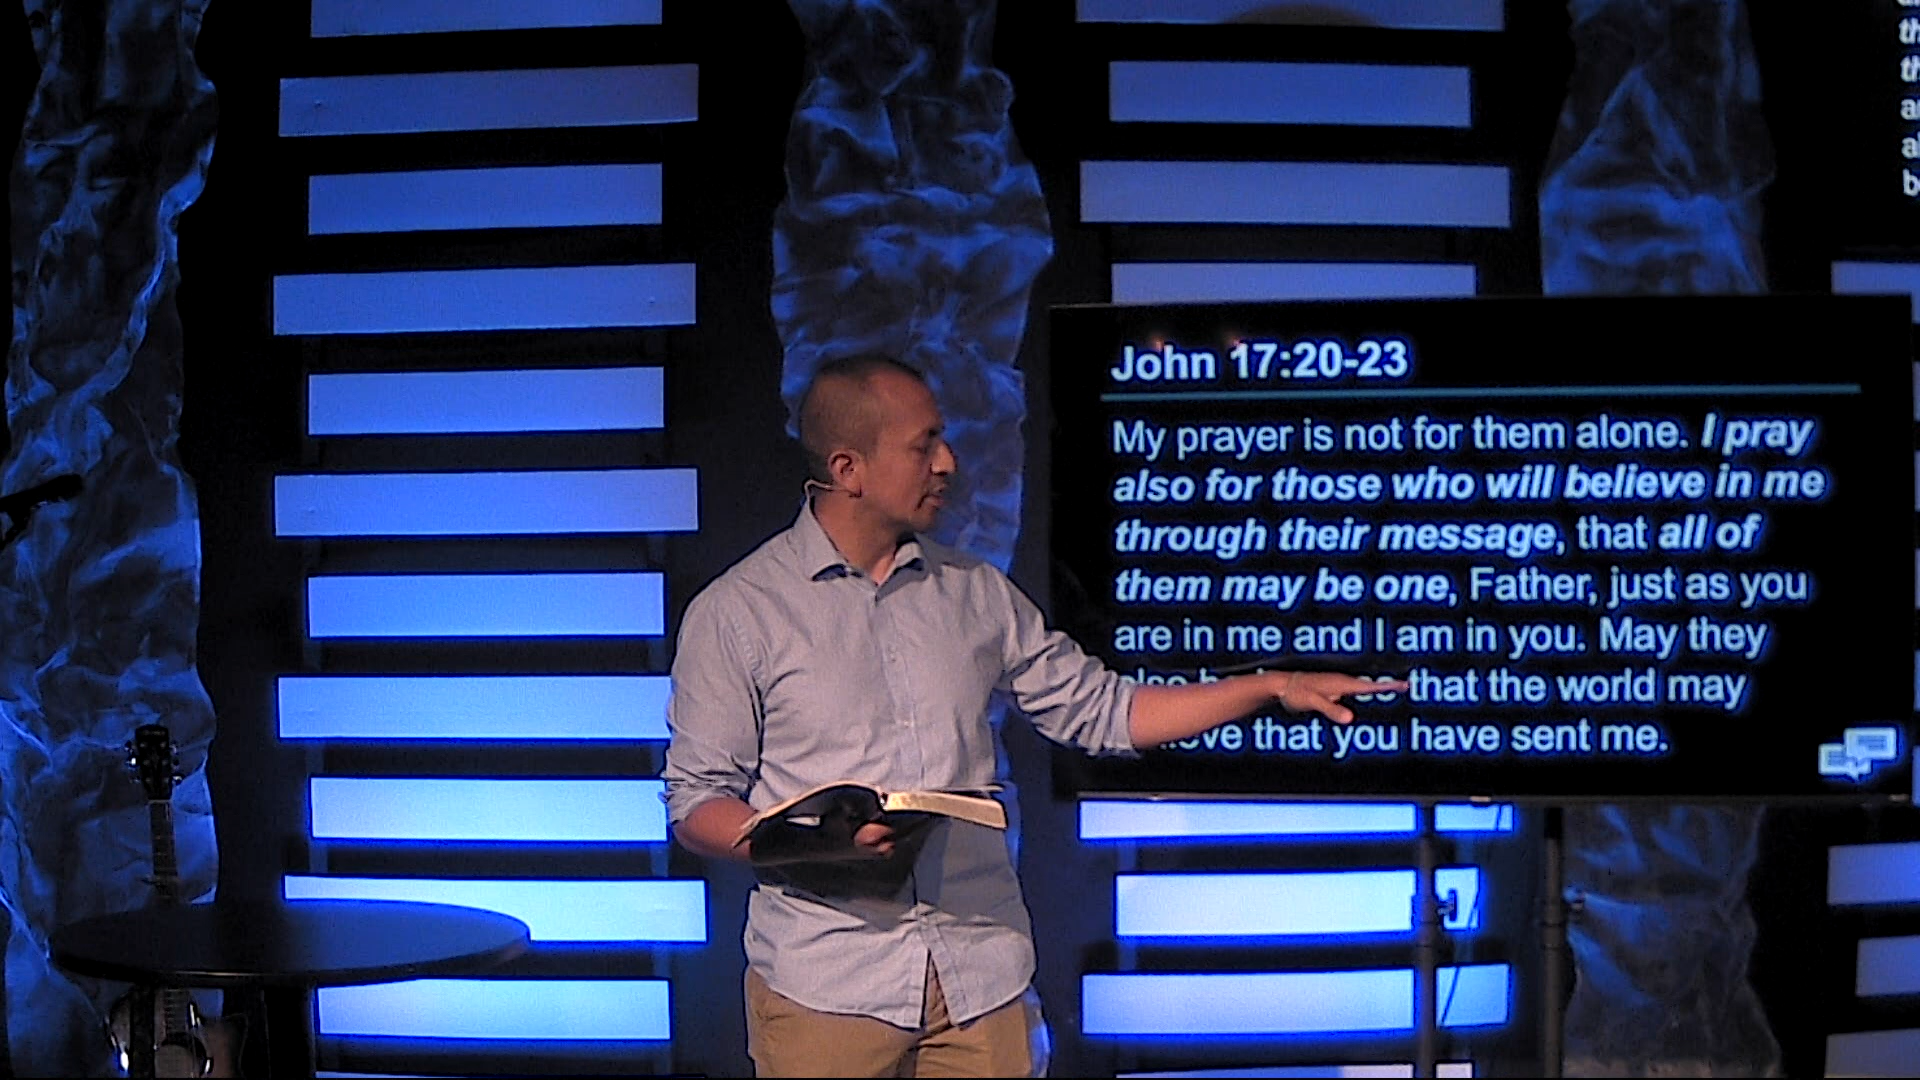 John 17:20-23
My prayer is not for them alone. I pray
also for those who will believe in me
through their message, that all of
them may be one, Father, just as you
are in me and I am in you. May they
that the world may
that you have sent me.